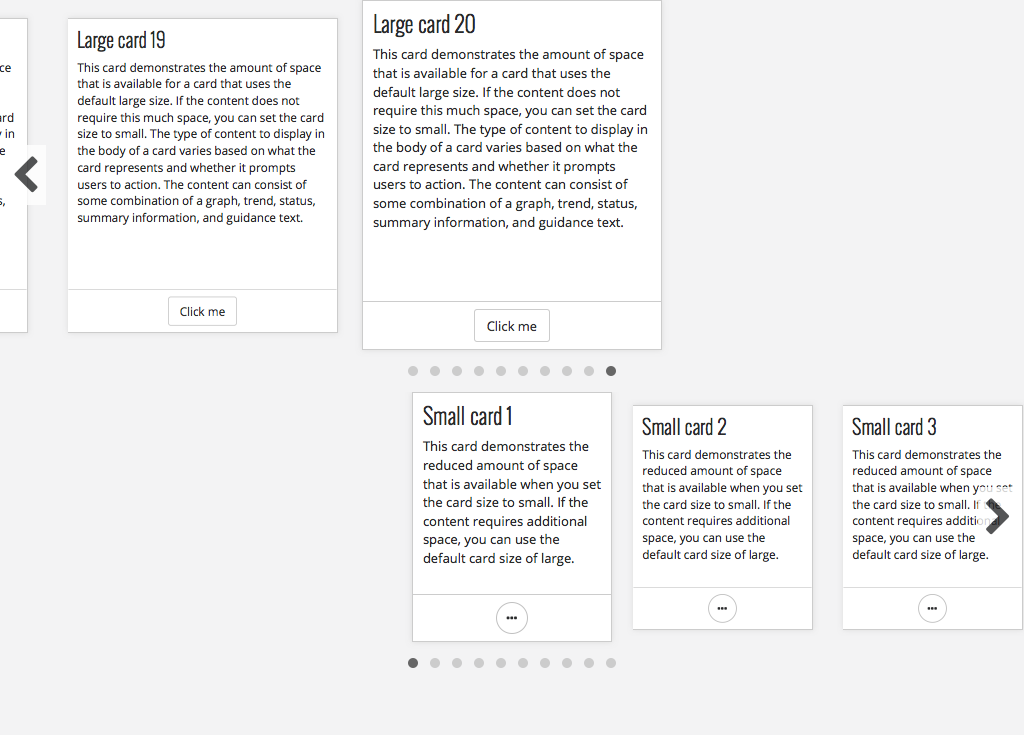 ce
ard
y in
e
s,
Large card 19
This card demonstrates the amount of space
that is available for a card that uses the
default large size. If the content does not
require this much space, you can set the card
size to small. The type of content to display in
the body of a card varies based on what the
card represents and whether it prompts
users to action. The content can consist of
some combination of a graph, trend, status,
summary information, and guidance text.
Click me
Large card 20
This card demonstrates the amount of space
that is available for a card that uses the
default large size. If the content does not
require this much space, you can set the card
size to small. The type of content to display in
the body of a card varies based on what the
card represents and whether it prompts
users to action. The content can consist of
some combination of a graph, trend, status,
summary information, and guidance text.
Click me
Small card 1
This card demonstrates the
reduced amount of space
that is available when you set
the card size to small. If the
content requires additional
space, you can use the
default card size of large.
Small card 2
This card demonstrates the
reduced amount of space
that is available when you set
the card size to small. If the
content requires additional
space, you can use the
default card size of large.
Small card 3
This card demonstrates the
reduced amount of space
that is available when you set
the card size to small. If the
content requires additional
space, you can use the
default card size of large.